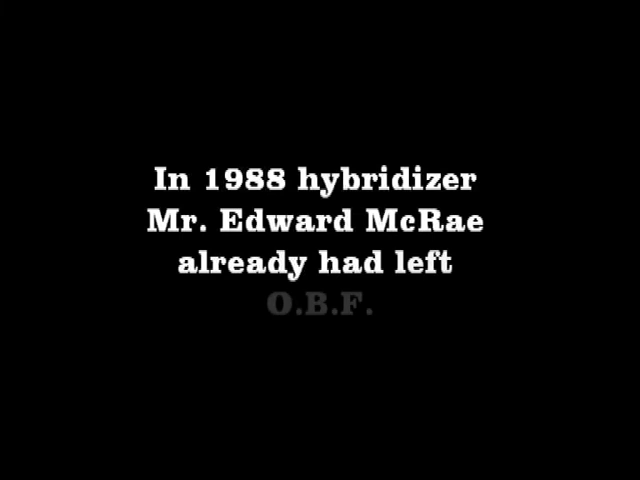 In 1988 hybridizer
Mr. Edward McRae
already had left
O.B.F.